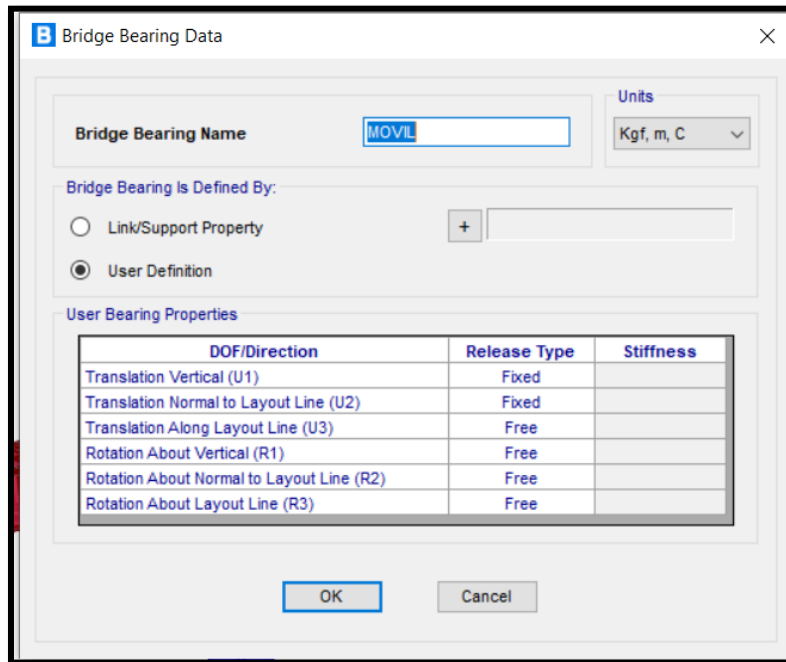 B Bridge Bearing Data
Units
Bridge Bearing Name MOVIL Kgf, m, C
Bridge Bearing Is Defined By:
Link/Support Property +
User Definition
User Bearing Properties
DOF/Direction Release Type Stiffness
Translation Vertical (U1) Fixed
Translation Normal to Layout Line (U2) Fixed
Translation Along Layout Line (U3) Free
Rotation About Vertical (R1) Free
Rotation About Normal to Layout Line (R2) Free
Rotation About Layout Line (R3) Free
OK Cancel